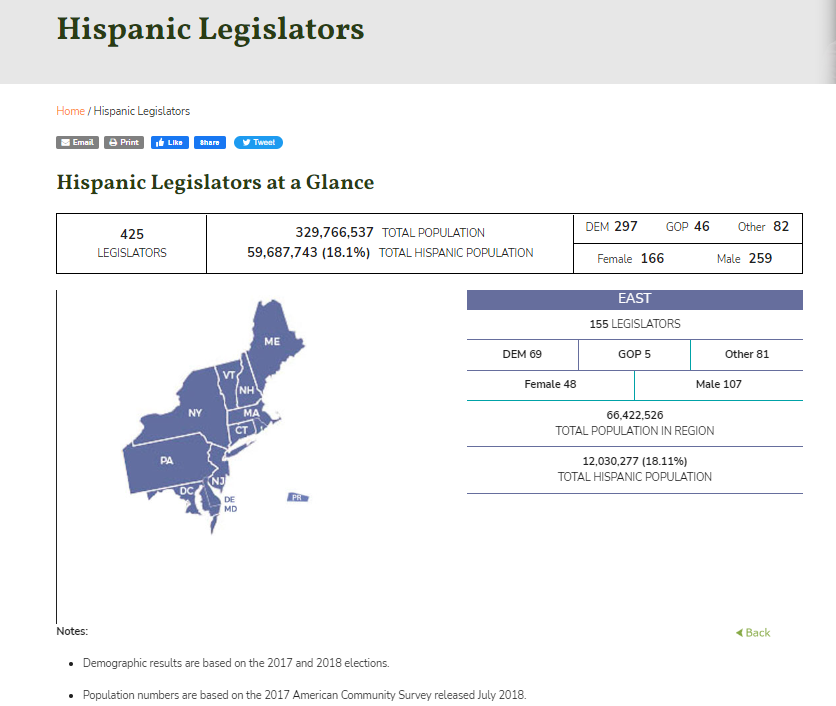 Hispanic Legislators
Home / Hispanic Legislators
Email Print Like Share Tweet
Hispanic Legislators at a Glance
425
LEGISLATORS
329,766,537 TOTAL POPULATION
59,687,743 (18.1%) TOTAL HISPANIC POPULATION
DEM 297 GOP 46 Other 82
Female 166 Male 259
EAST
155 LEGISLATORS
DEM 69 GOP 5 Other 81
Female 48 Male 107
66,422,526
TOTAL POPULATION IN REGION
12,030,277 (18.11%)
TOTAL HISPANIC POPULATION
ME
VT
NH
NY
MA
CT
PA
NJ
DC
DE
MD
PR
Notes:
Back
Demographic results are based on the 2017 and 2018 elections.
Population numbers are based on the 2017 American Community Survey released July 2018.